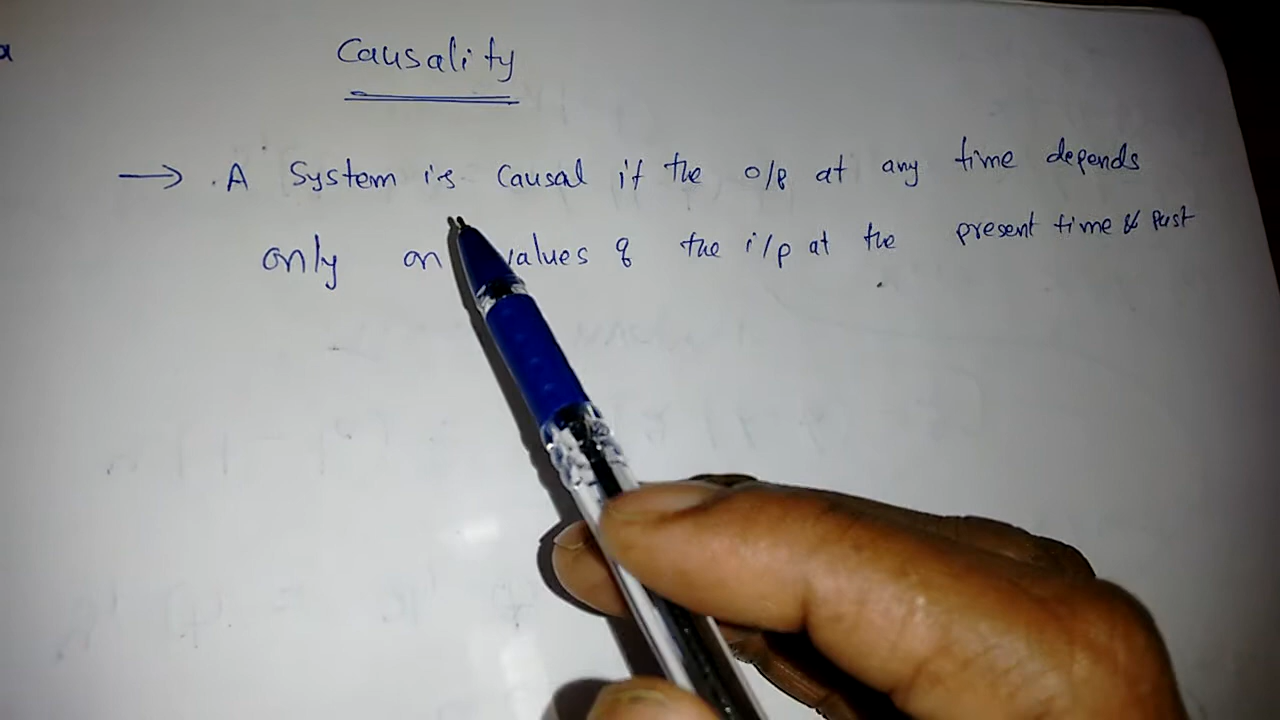 Causality
→ A System is Causal if the o/p at any time depends
only on values of the i/p at the present time & past